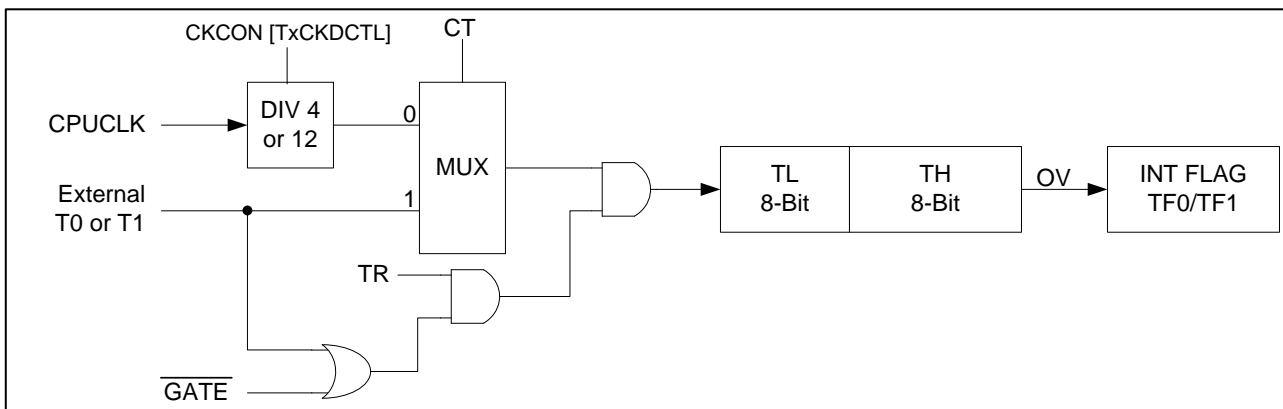 CKCON [TxCKDCTL]
CT
CPUCLK
DIV 4
or 12
0
MUX
External
T0 or T1
1
TL
8-Bit
TH
8-Bit
OV
INT FLAG
TF0/TF1
TR
GATE